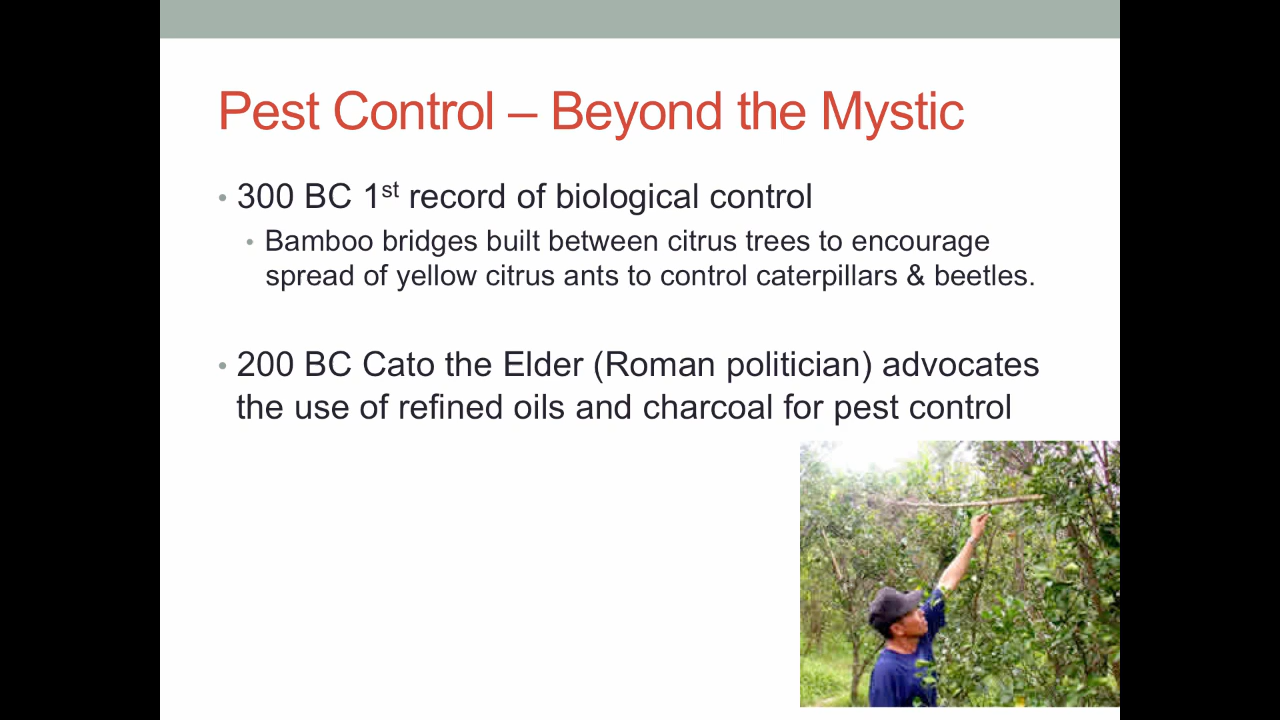 Pest Control – Beyond the Mystic
• 300 BC 1st record of biological control
• Bamboo bridges built between citrus trees to encourage
spread of yellow citrus ants to control caterpillars & beetles.
• 200 BC Cato the Elder (Roman politician) advocates
the use of refined oils and charcoal for pest control